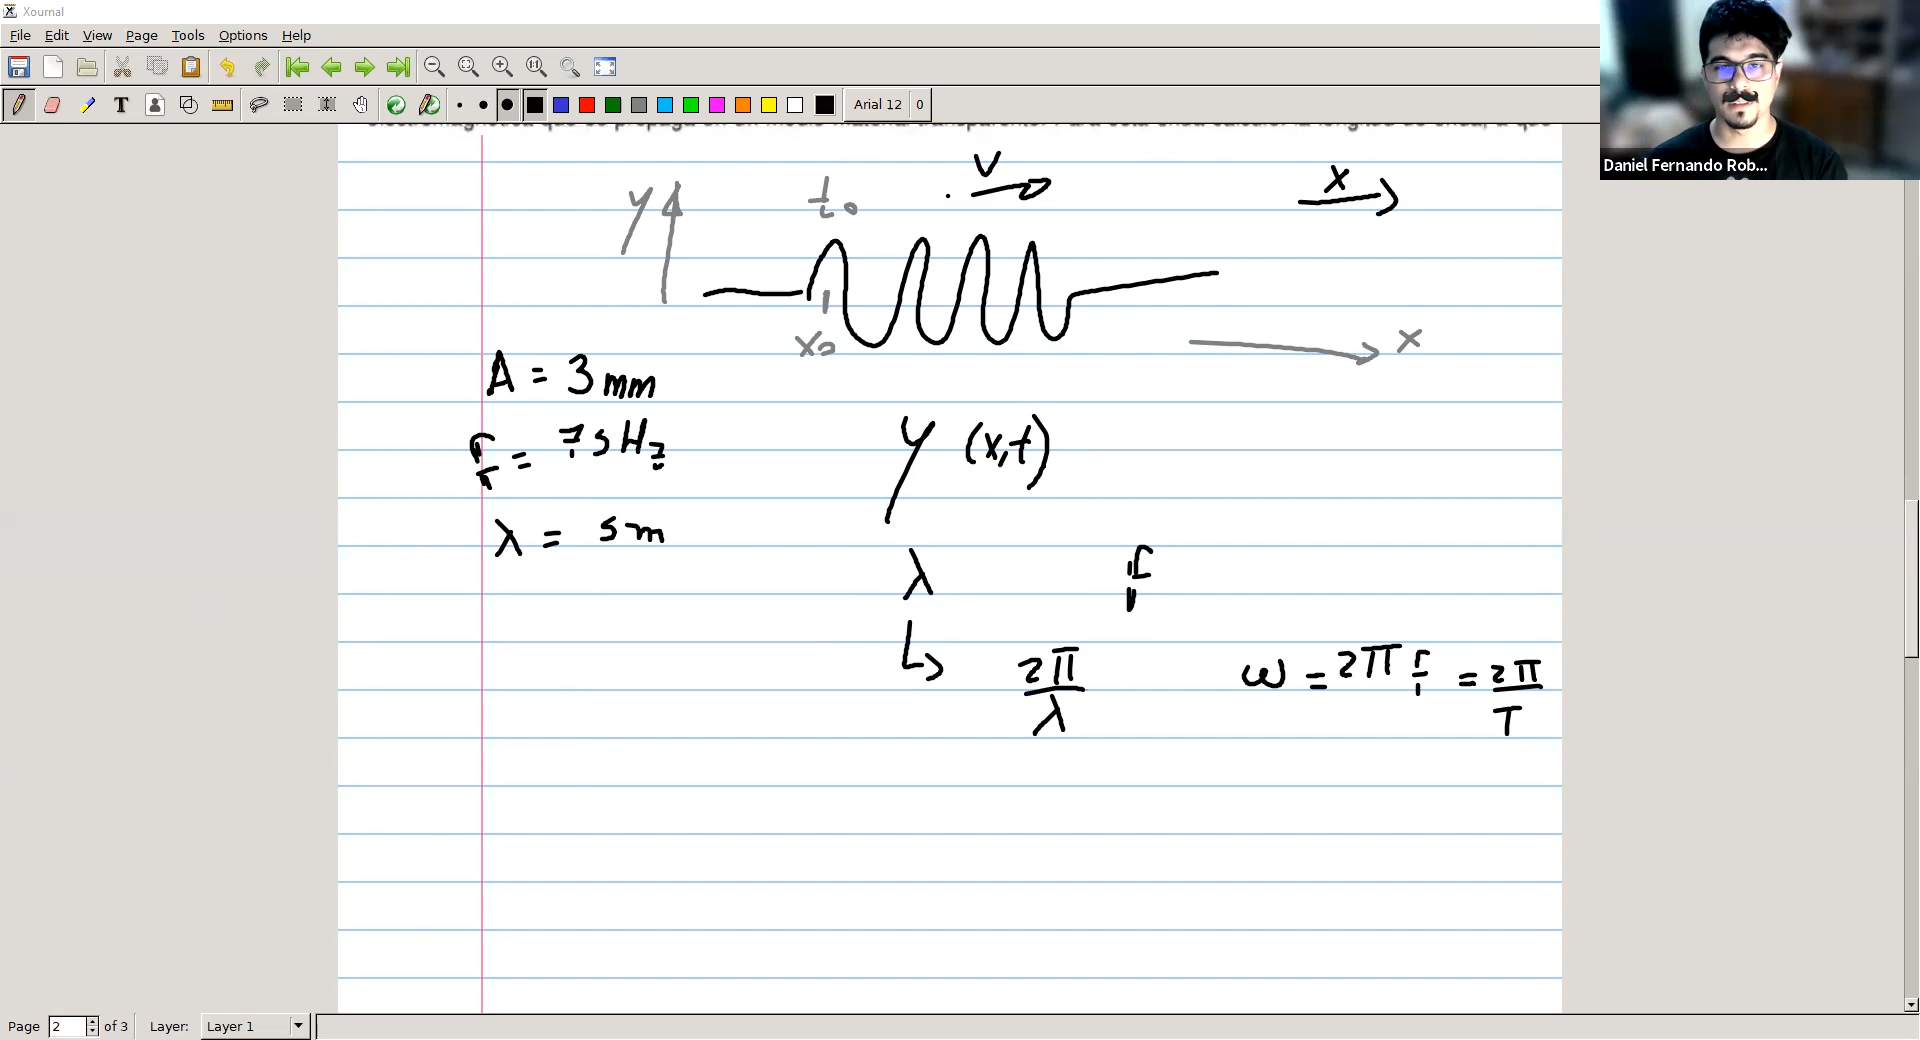 Xournal
File Edit View Page Tools Options Help
Arial 12 0
Daniel Fernando Rob...
V
X
y
t₀
x₀
x
A = 3 mm
f = 75 Hz
y (x,t)
λ = 5 m
λ
f
2π
λ
ω = 2π f = 2π
T
Page 2 of 3 Layer: Layer 1